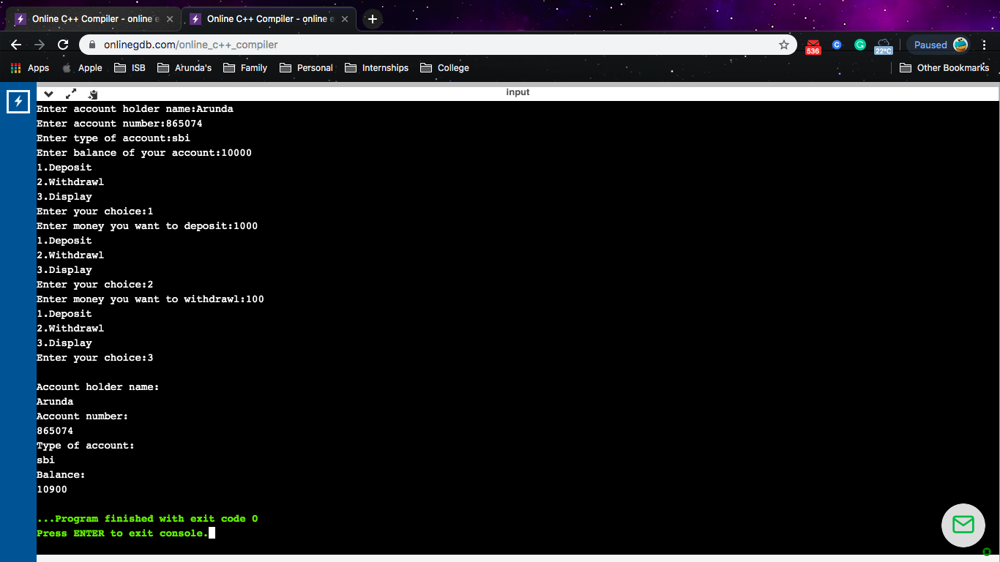 Online C++ Compiler - online e
Online C++ Compiler - online e
onlinegdb.com/online_c++_compiler
536
C
G
22°C
Paused
Apps
Apple
ISB
Arunda's
Family
Personal
Internships
College
Other Bookmarks
input
Enter account holder name:Arunda
Enter account number:865074
Enter type of account:sbi
Enter balance of your account:10000
1.Deposit
2.Withdrawl
3.Display
Enter your choice:1
Enter money you want to deposit:1000
1.Deposit
2.Withdrawl
3.Display
Enter your choice:2
Enter money you want to withdrawl:100
1.Deposit
2.Withdrawl
3.Display
Enter your choice:3
Account holder name:
Arunda
Account number:
865074
Type of account:
sbi
Balance:
10900
...Program finished with exit code 0
Press ENTER to exit console.